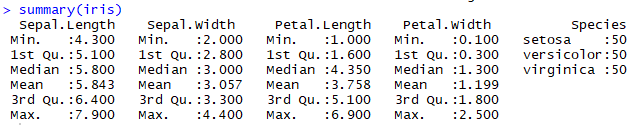 > summary(iris)
  Sepal.Length    Sepal.Width     Petal.Length    Petal.Width          Species
 Min.   :4.300   Min.   :2.000   Min.   :1.000   Min.   :0.100   setosa    :50
 1st Qu.:5.100   1st Qu.:2.800   1st Qu.:1.600   1st Qu.:0.300   versicolor:50
 Median :5.800   Median :3.000   Median :4.350   Median :1.300   virginica :50
 Mean   :5.843   Mean   :3.057   Mean   :3.758   Mean   :1.199
 3rd Qu.:6.400   3rd Qu.:3.300   3rd Qu.:5.100   3rd Qu.:1.800
 Max.   :7.900   Max.   :4.400   Max.   :6.900   Max.   :2.500